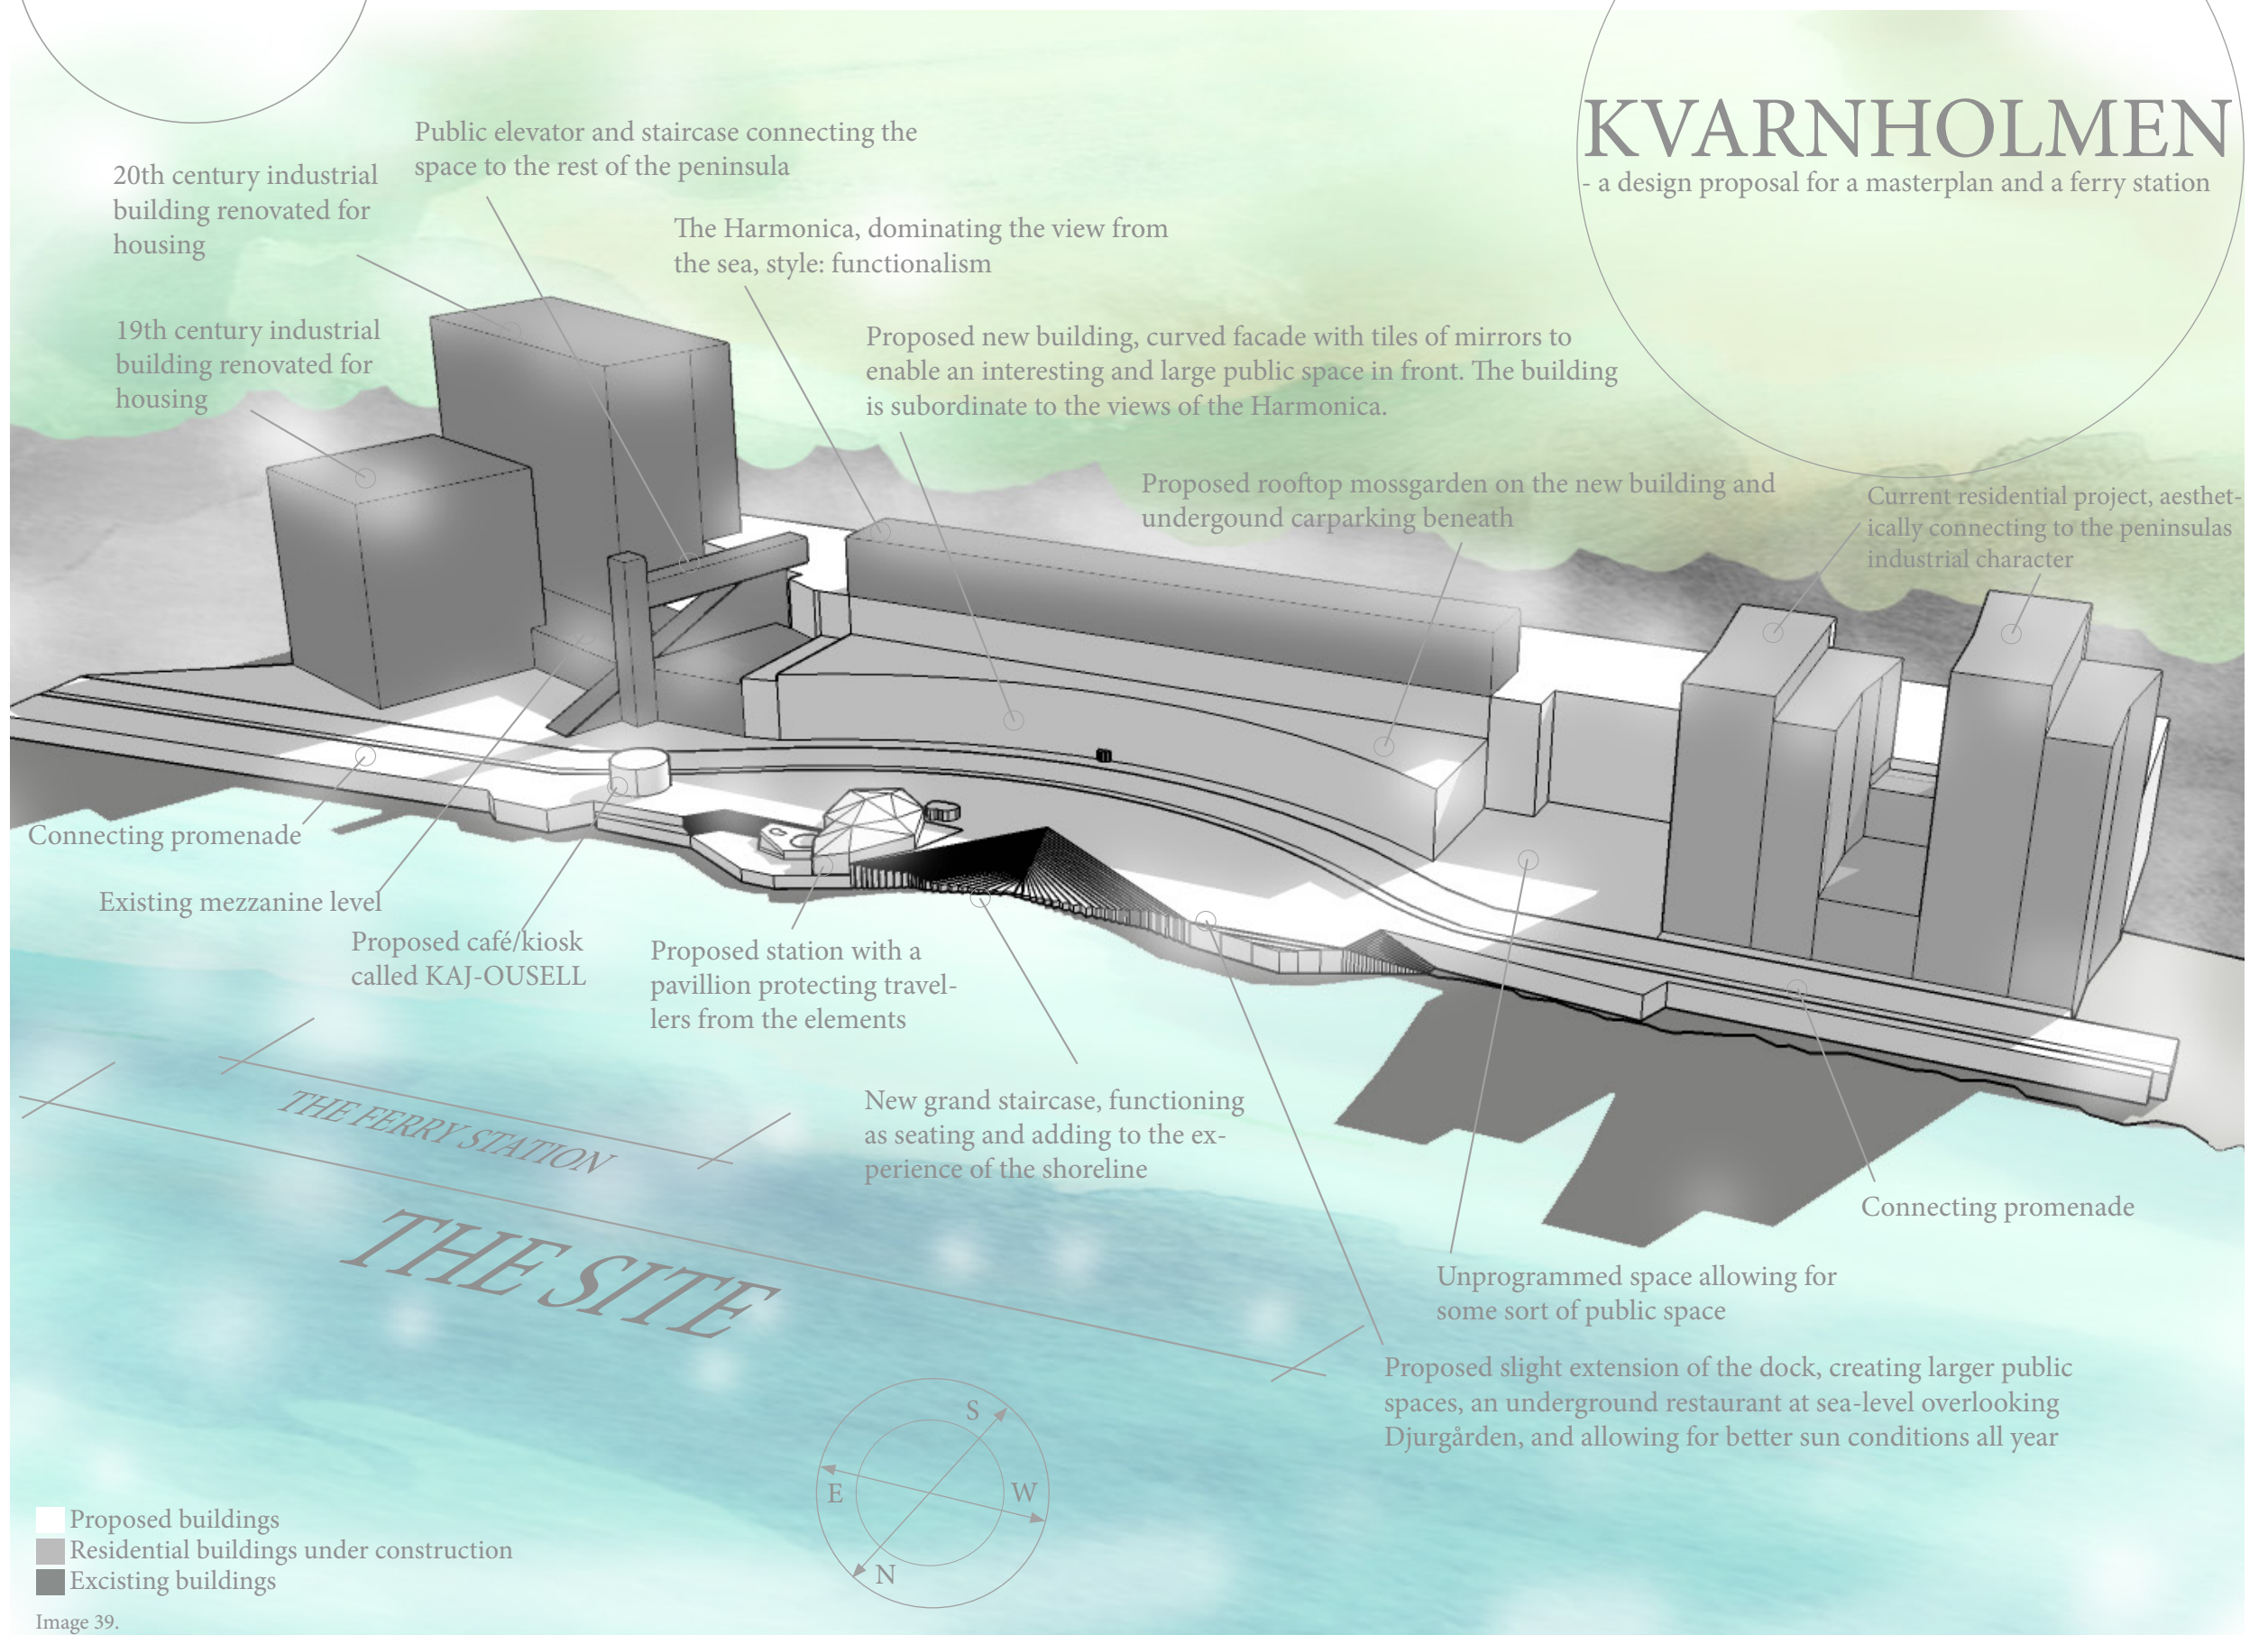 KVARNHOLMEN
- a design proposal for a masterplan and a ferry station
Public elevator and staircase connecting the
space to the rest of the peninsula
20th century industrial
building renovated for
housing
The Harmonica, dominating the view from
the sea, style: functionalism
19th century industrial
building renovated for
housing
Proposed new building, curved facade with tiles of mirrors to
enable an interesting and large public space in front. The building
is subordinate to the views of the Harmonica.
Proposed rooftop mossgarden on the new building and
undergound carparking beneath
Current residential project, aesthet-
ically connecting to the peninsulas
industrial character
Connecting promenade
Existing mezzanine level
Proposed café/kiosk
called KAJ-OUSELL
Proposed station with a
pavillion protecting travel-
lers from the elements
New grand staircase, functioning
as seating and adding to the ex-
perience of the shoreline
Connecting promenade
Unprogrammed space allowing for
some sort of public space
Proposed slight extension of the dock, creating larger public
spaces, an underground restaurant at sea-level overlooking
Djurgården, and allowing for better sun conditions all year
THE FERRY STATION
THE SITE
S
E
W
N
Proposed buildings
Residential buildings under construction
Excisting buildings
Image 39.